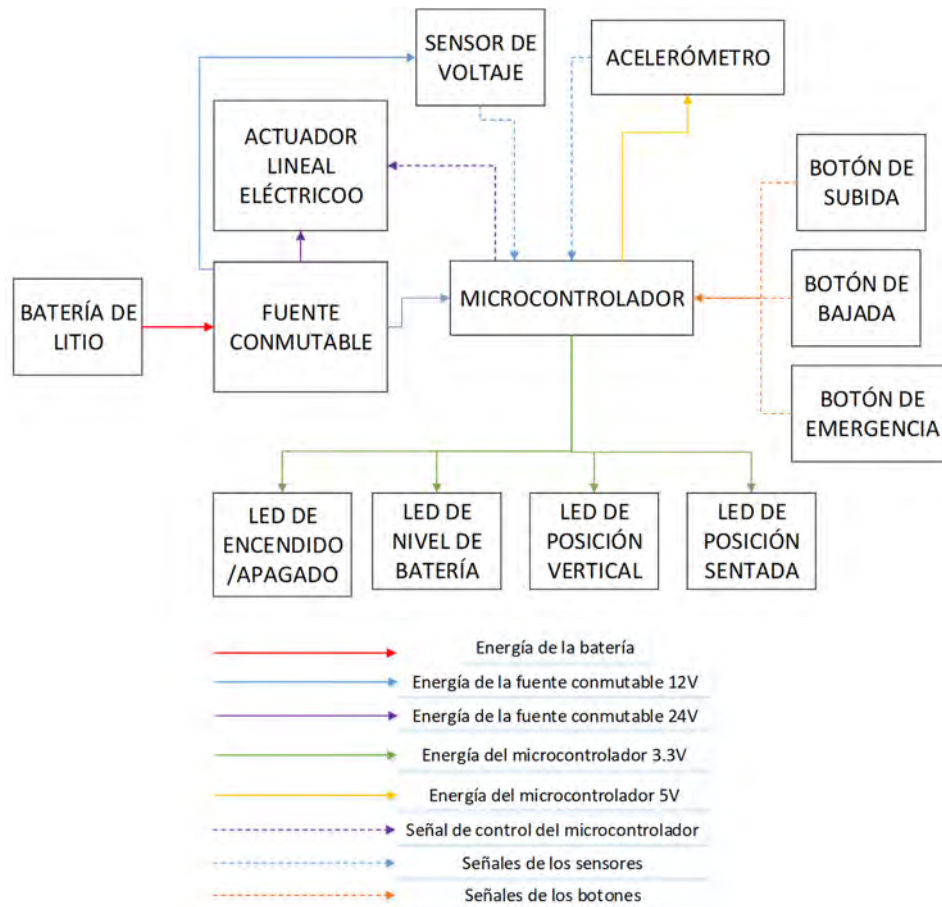 SENSOR DE
VOLTAJE
ACELERÓMETRO
ACTUADOR
LINEAL
ELÉCTRICOO
BOTÓN DE
SUBIDA
BATERÍA DE
LITIO
FUENTE
CONMUTABLE
MICROCONTROLADOR
BOTÓN DE
BAJADA
BOTÓN DE
EMERGENCIA
LED DE
ENCENDIDO
/APAGADO
LED DE
NIVEL DE
BATERÍA
LED DE
POSICIÓN
VERTICAL
LED DE
POSICIÓN
SENTADA
Energía de la batería
Energía de la fuente conmutable 12V
Energía de la fuente conmutable 24V
Energía del microcontrolador 3.3V
Energía del microcontrolador 5V
Señal de control del microcontrolador
Señales de los sensores
Señales de los botones